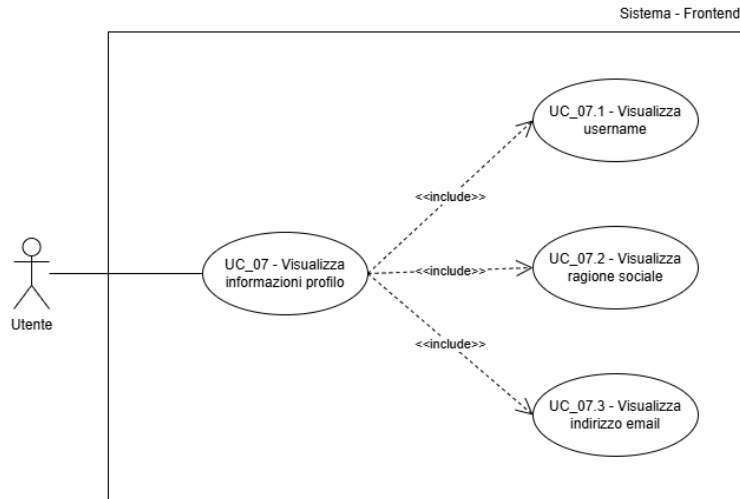 Sistema - Frontend
UC_07.1 - Visualizza
username
<<include>>
UC_07 - Visualizza
informazioni profilo
<<include>>
UC_07.2 - Visualizza
ragione sociale
Utente
<<include>>
UC_07.3 - Visualizza
indirizzo email